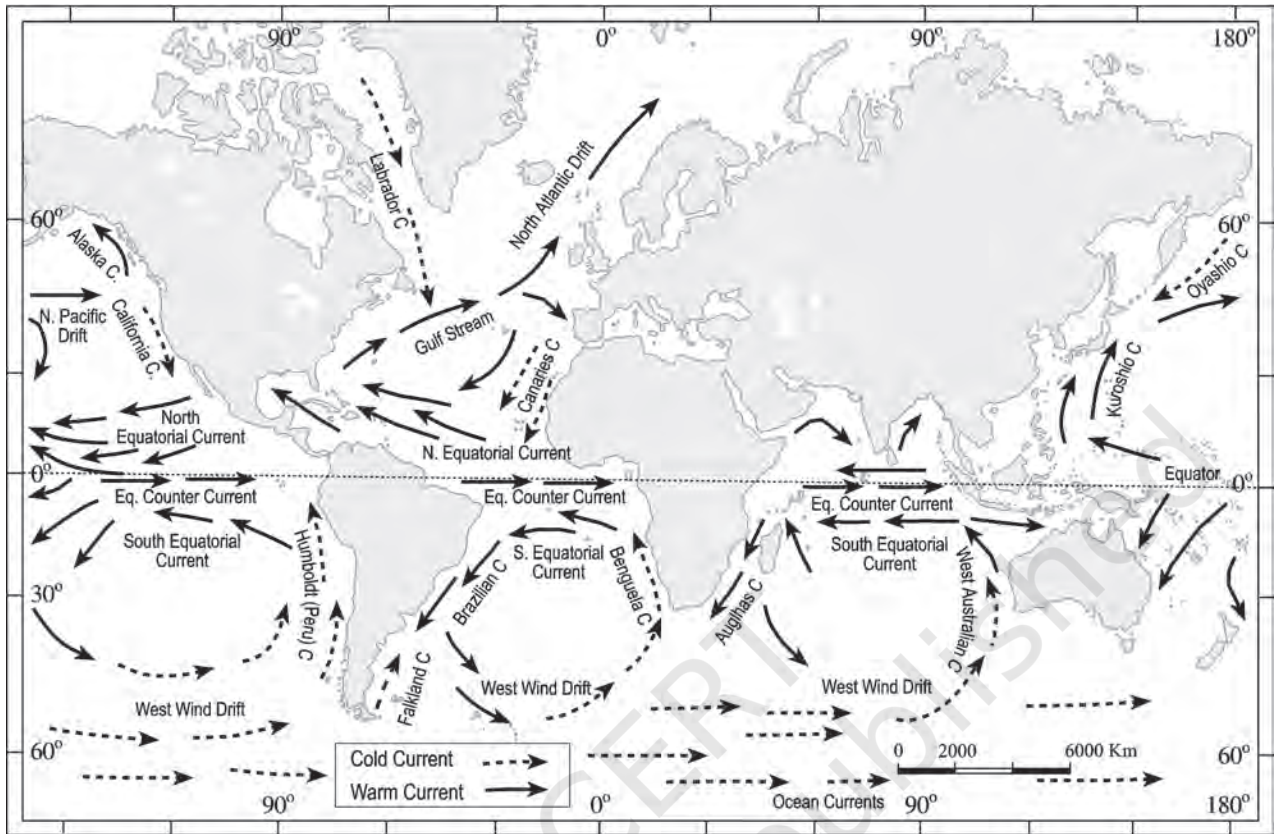 90°
0°
90°
180°
Labrador C
North Atlantic Drift
60°
60°
Alaska C.
Oyashio C
N. Pacific
Drift
California C.
Gulf Stream
Canaries C
Kuroshio C
North
Equatorial Current
N. Equatorial Current
Equator
0°
0°
Eq. Counter Current
Eq. Counter Current
Eq. Counter Current
South Equatorial
Current
Humboldt (Peru) C
S. Equatorial
Current
Brazilian C
Benguela C
Auglhas C
South Equatorial
Current
West Australian C
30°
30°
Falkland C
West Wind Drift
West Wind Drift
West Wind Drift
60°
60°
Cold Current
Warm Current
0 2000 6000 Km
90°
0°
Ocean Currents
90°
180°
NCERT
republished